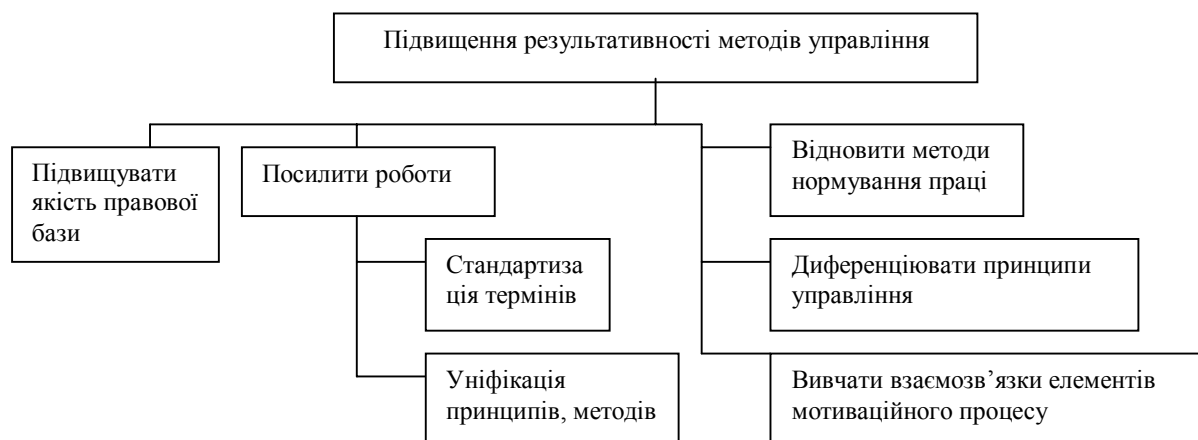 Підвищення результативності методів управління
Підвищувати
якість правової
бази
Посилити роботи
Стандартиза
ція термінів
Уніфікація
принципів, методів
Відновити методи
нормування праці
Диференціювати принципи
управління
Вивчати взаємозв’язки елементів
мотиваційного процесу